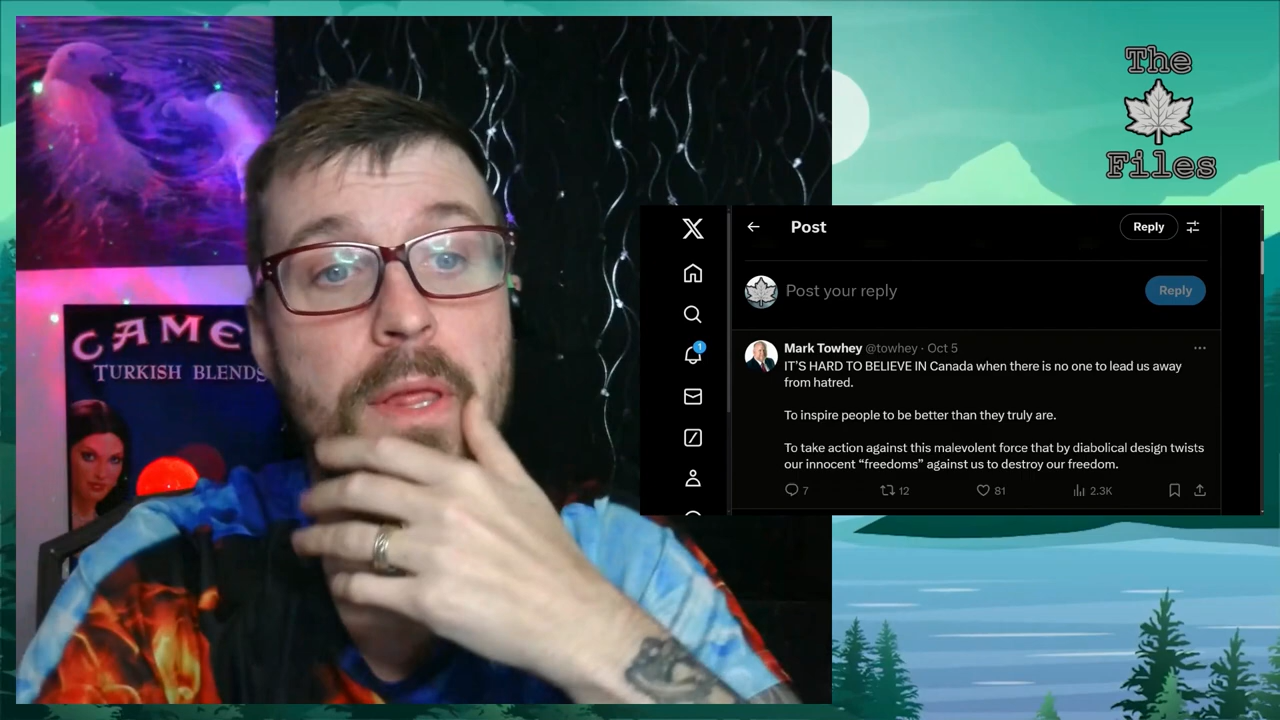 The
Files
CAME
TURKISH BLENDS
Post
Reply
Post your reply
Reply
1
Mark Towhey @towhey · Oct 5
IT'S HARD TO BELIEVE IN Canada when there is no one to lead us away
from hatred.
To inspire people to be better than they truly are.
To take action against this malevolent force that by diabolical design twists
our innocent “freedoms” against us to destroy our freedom.
7 12 81 2.3K